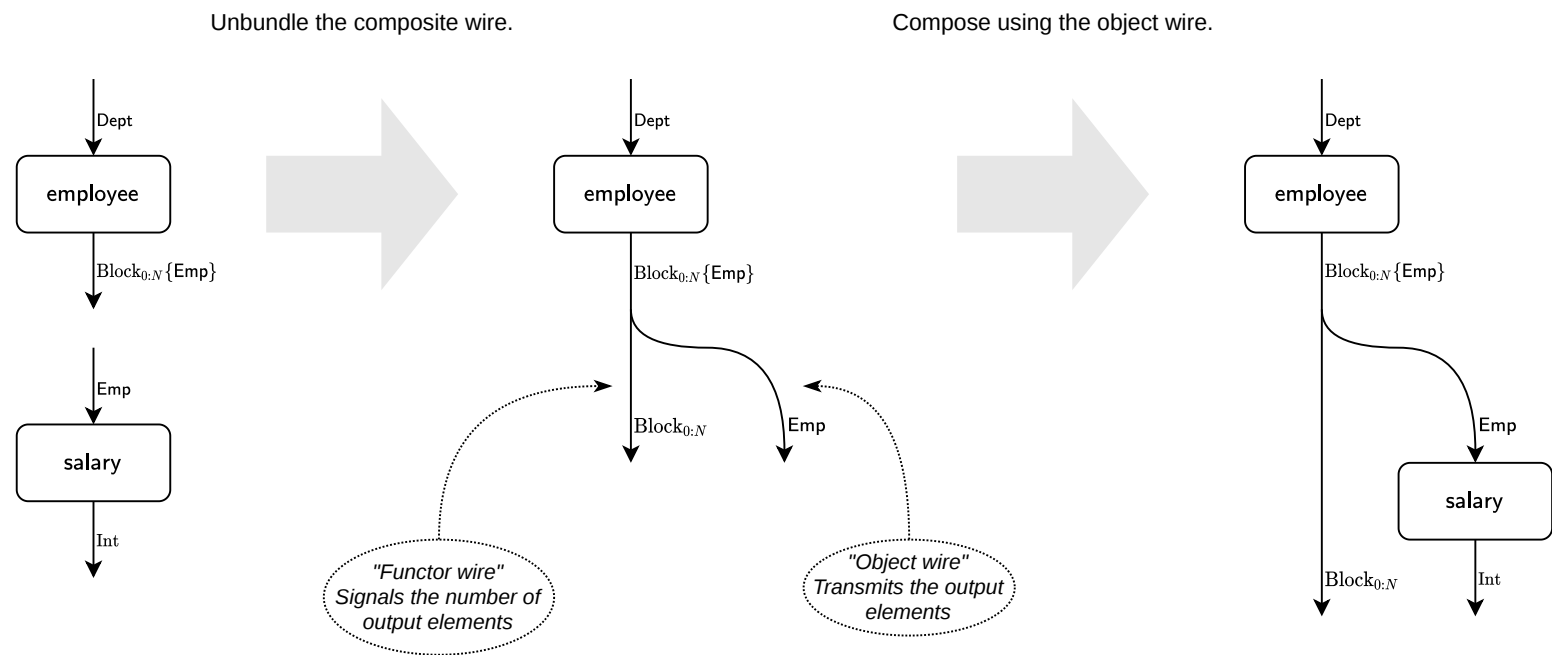 Unbundle the composite wire.
Compose using the object wire.
Dept
employee
Block0:N{Emp}
Emp
salary
Int
Dept
employee
Block0:N{Emp}
Block0:N
Emp
"Functor wire"
Signals the number of
output elements
"Object wire"
Transmits the output
elements
Dept
employee
Block0:N{Emp}
Emp
salary
Block0:N
Int